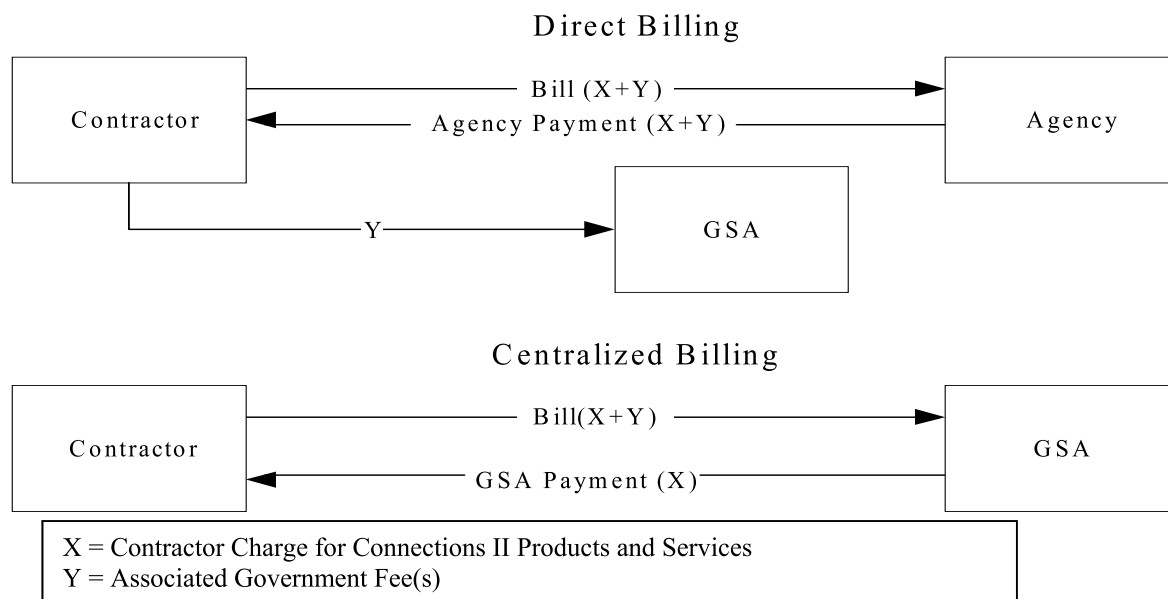 Direct Billing
Bill (X+Y)
Contractor
Agency Payment (X+Y)
Agency
Y
GSA
Centralized Billing
Bill(X+Y)
Contractor
GSA
GSA Payment (X)
X = Contractor Charge for Connections II Products and Services
Y = Associated Government Fee(s)